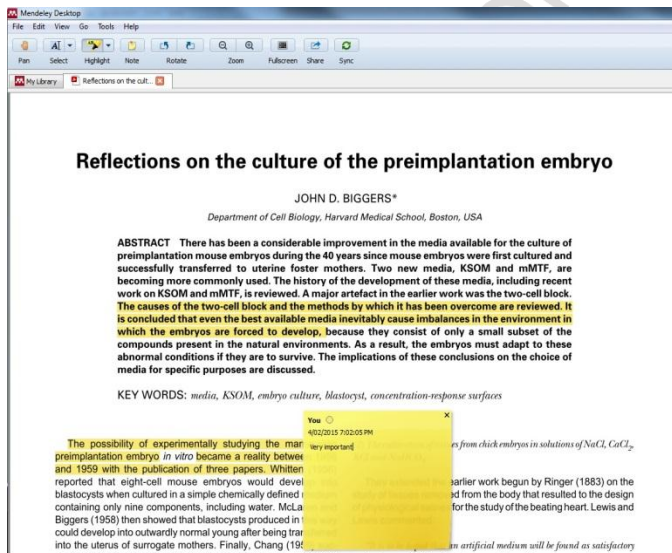 Mendeley Desktop
File Edit View Go Tools Help
Pan Select Highlight Note Rotate Zoom Fullscreen Share Sync
My Library Reflections on the cult...
Reflections on the culture of the preimplantation embryo
JOHN D. BIGGERS*
Department of Cell Biology, Harvard Medical School, Boston, USA
ABSTRACT There has been a considerable improvement in the media available for the culture of
preimplantation mouse embryos during the 40 years since mouse embryos were first cultured and
successfully transferred to uterine foster mothers. Two new media, KSOM and mMTF, are
becoming more commonly used. The history of the development of these media, including recent
work on KSOM and mMTF, is reviewed. A major artefact in the earlier work was the two-cell block.
The causes of the two-cell block and the methods by which it has been overcome are reviewed. It
is concluded that even the best available media inevitably cause imbalances in the environment in
which the embryos are forced to develop, because they consist of only a small subset of the
compounds present in the natural environments. As a result, the embryos must adapt to these
abnormal conditions if they are to survive. The implications of these conclusions on the choice of
media for specific purposes are discussed.
KEY WORDS: media, KSOM, embryo culture, blastocyst, concentration-response surfaces
You
4/02/2015 7:02:05 PM
Very important
The possibility of experimentally studying the
preimplantation embryo in vitro became a reality
and 1959 with the publication of three papers. Whitten
reported that eight-cell mouse embryos would
blastocysts when cultured in a simple chemically defined
containing only nine components, including water.
Biggers (1958) then showed that blastocysts produced in
could develop into outwardly normal young after being
into the uterus of surrogate mothers. Finally, Chang
from chick embryos in solutions of NaCl, CaCl2,
earlier work begun by Ringer (1883) on the
from the body that resulted to the design
for the study of the beating heart. Lewis and
an artificial medium will be found as satisfactory